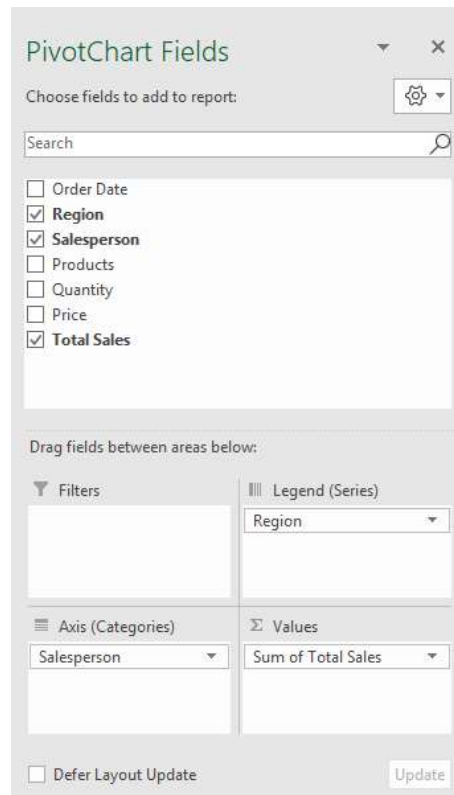 PivotChart Fields
Choose fields to add to report:
Search
Order Date
Region
Salesperson
Products
Quantity
Price
Total Sales
Drag fields between areas below:
Filters
Legend (Series)
Region
Axis (Categories)
Σ Values
Salesperson
Sum of Total Sales
Defer Layout Update
Update